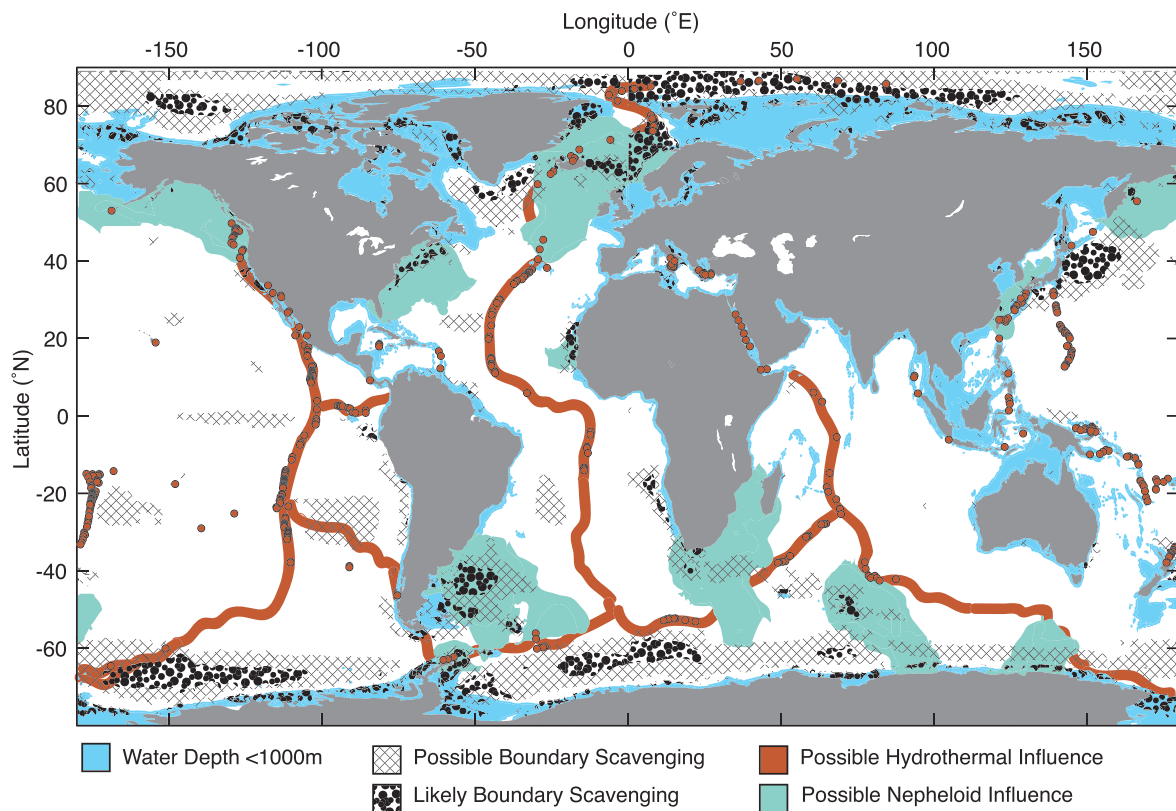 Longitude (˚E)
-150 -100 -50 0 50 100 150
80
60
40
20
0
-20
-40
-60
Latitude (˚N)
Water Depth <1000m
Possible Boundary Scavenging
Possible Hydrothermal Influence
Likely Boundary Scavenging
Possible Nepheloid Influence